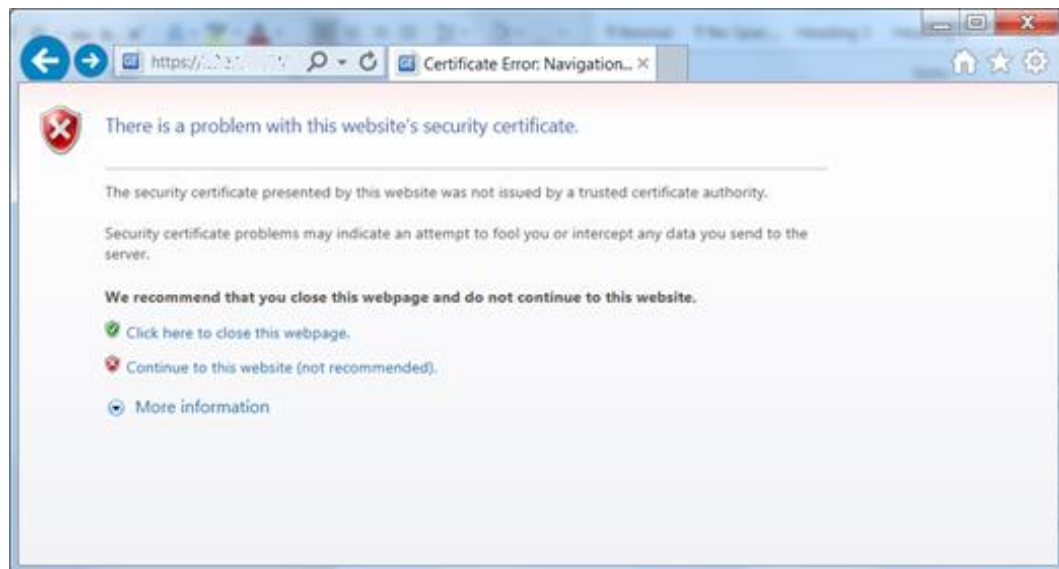 https://
Certificate Error: Navigation...
There is a problem with this website's security certificate.
The security certificate presented by this website was not issued by a trusted certificate authority.
Security certificate problems may indicate an attempt to fool you or intercept any data you send to the
server.
We recommend that you close this webpage and do not continue to this website.
Click here to close this webpage.
Continue to this website (not recommended).
More information